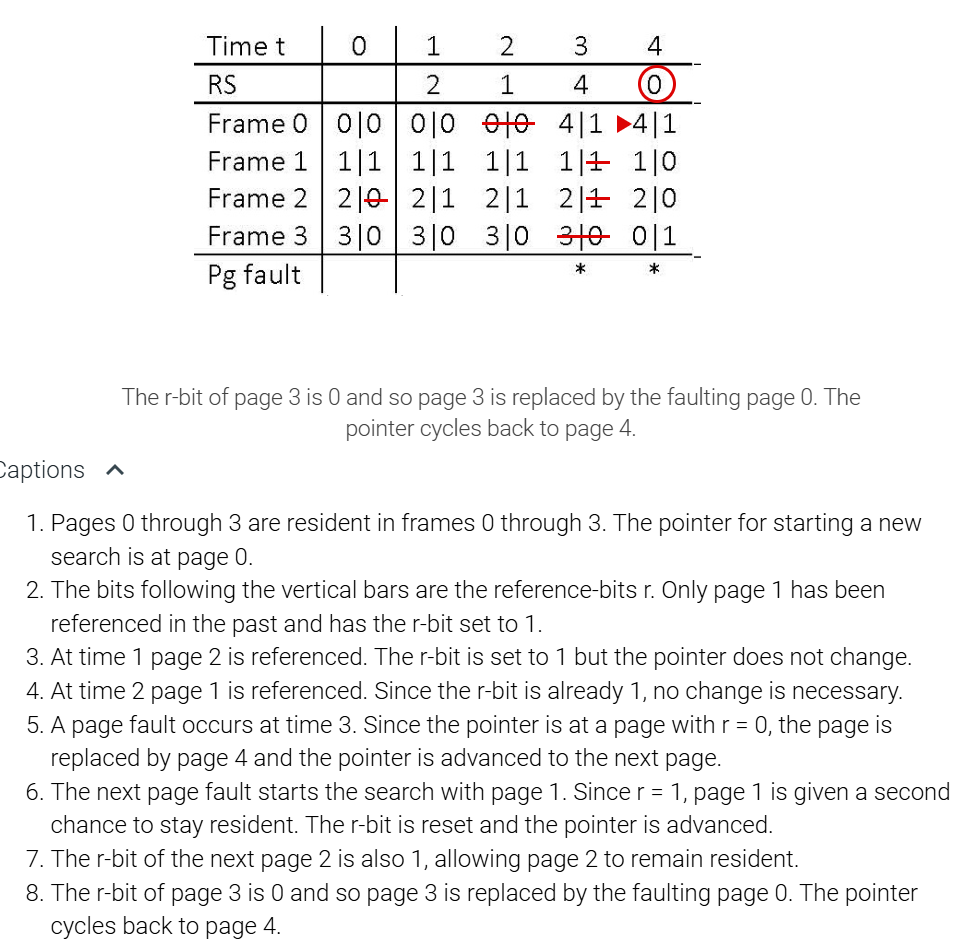 Time t 0 1 2 3 4
RS 2 1 4 0
Frame 0 0|0 0|0 0|0 4|1 4|1
Frame 1 1|1 1|1 1|1 1|1 1|0
Frame 2 2|0 2|1 2|1 2|1 2|0
Frame 3 3|0 3|0 3|0 3|0 0|1
Pg fault * *
The r-bit of page 3 is 0 and so page 3 is replaced by the faulting page 0. The
pointer cycles back to page 4.
Captions
1. Pages 0 through 3 are resident in frames 0 through 3. The pointer for starting a new
search is at page 0.
2. The bits following the vertical bars are the reference-bits r. Only page 1 has been
referenced in the past and has the r-bit set to 1.
3. At time 1 page 2 is referenced. The r-bit is set to 1 but the pointer does not change.
4. At time 2 page 1 is referenced. Since the r-bit is already 1, no change is necessary.
5. A page fault occurs at time 3. Since the pointer is at a page with r = 0, the page is
replaced by page 4 and the pointer is advanced to the next page.
6. The next page fault starts the search with page 1. Since r = 1, page 1 is given a second
chance to stay resident. The r-bit is reset and the pointer is advanced.
7. The r-bit of the next page 2 is also 1, allowing page 2 to remain resident.
8. The r-bit of page 3 is 0 and so page 3 is replaced by the faulting page 0. The pointer
cycles back to page 4.